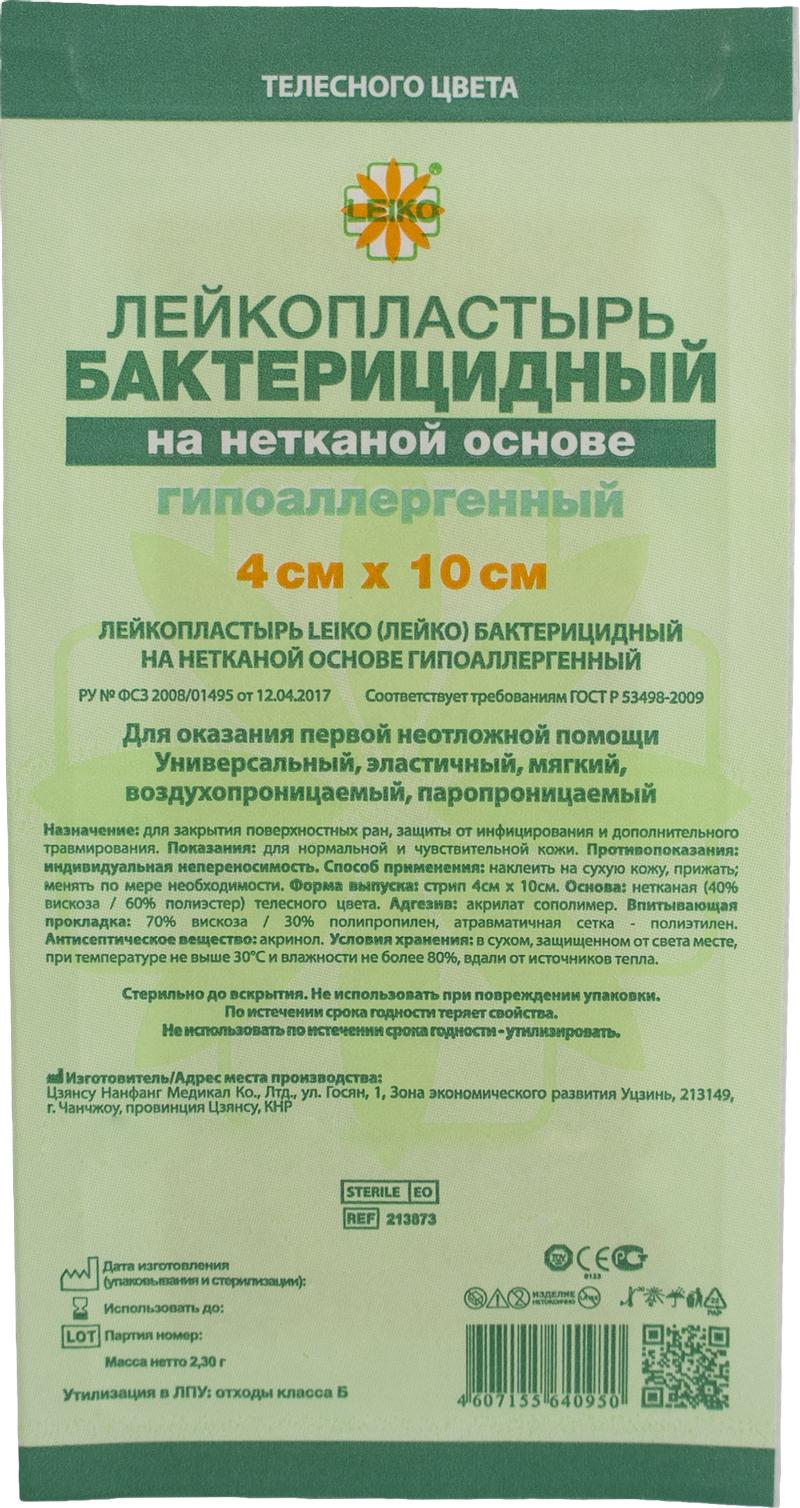 ТЕЛЕСНОГО ЦВЕТА
LEIKO ®
ЛЕЙКОПЛАСТЫРЬ
БАКТЕРИЦИДНЫЙ
на нетканой основе
гипоаллергенный
4 см x 10 см
ЛЕЙКОПЛАСТЫРЬ LEIKO (ЛЕЙКО) БАКТЕРИЦИДНЫЙ
НА НЕТКАНОЙ ОСНОВЕ ГИПОАЛЛЕРГЕННЫЙ
РУ № ФСЗ 2008/01495 от 12.04.2017 Соответствует требованиям ГОСТ Р 53498-2009
Для оказания первой неотложной помощи
Универсальный, эластичный, мягкий,
воздухопроницаемый, паропроницаемый
Назначение: для закрытия поверхностных ран, защиты от инфицирования и дополнительного
травмирования. Показания: для нормальной и чувствительной кожи. Противопоказания:
индивидуальная непереносимость. Способ применения: наклеить на сухую кожу, прижать;
менять по мере необходимости. Форма выпуска: стрип 4см x 10см. Основа: нетканая (40%
вискоза / 60% полиэстер) телесного цвета. Адгезив: акрилат сополимер. Впитывающая
прокладка: 70% вискоза / 30% полипропилен, атравматичная сетка - полиэтилен.
Антисептическое вещество: акринол. Условия хранения: в сухом, защищенном от света месте,
при температуре не выше 30°С и влажности не более 80%, вдали от источников тепла.
Стерильно до вскрытия. Не использовать при повреждении упаковки.
По истечении срока годности теряет свойства.
Не использовать по истечении срока годности - утилизировать.
Изготовитель/Адрес места производства:
Цзянсу Нанфанг Медикал Ко., Лтд., ул. Госян, 1, Зона экономического развития Уцзинь, 213149,
г. Чанчжоу, провинция Цзянсу, КНР
STERILE EO
REF 213873
Дата изготовления
(упаковывания и стерилизации):
Использовать до:
LOT Партия номер:
Масса нетто 2,30 г
Утилизация в ЛПУ: отходы класса Б
CE
0123
ИЗДЕЛИЕ
НЕТОКСИЧНО
PAP
4 607155 640950